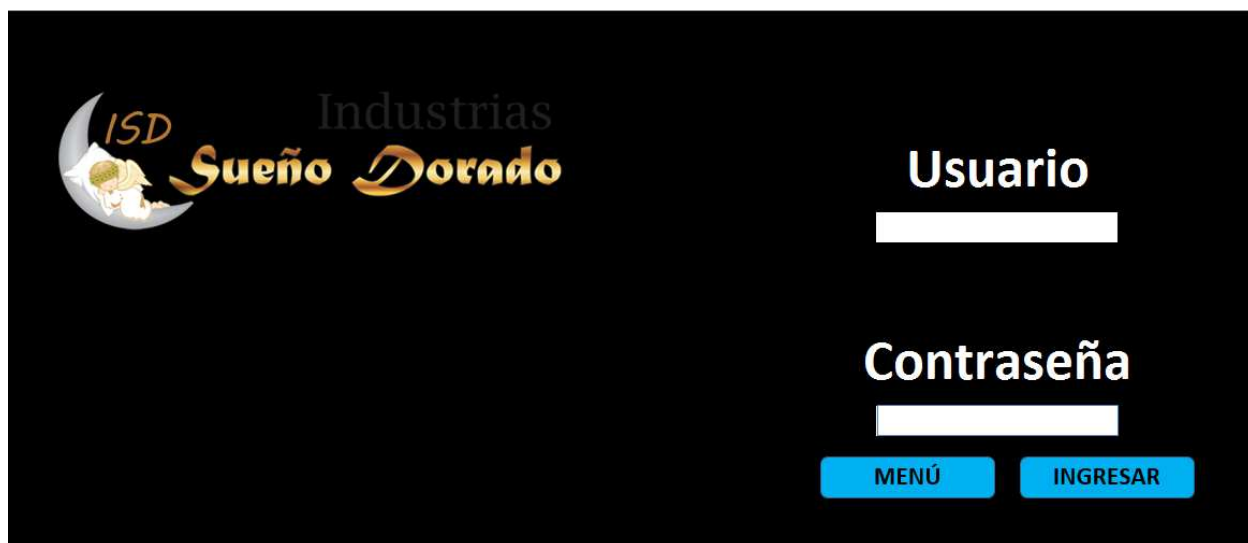 ISD
Industrias
Sueño Dorado
Usuario
Contraseña
MENÚ
INGRESAR